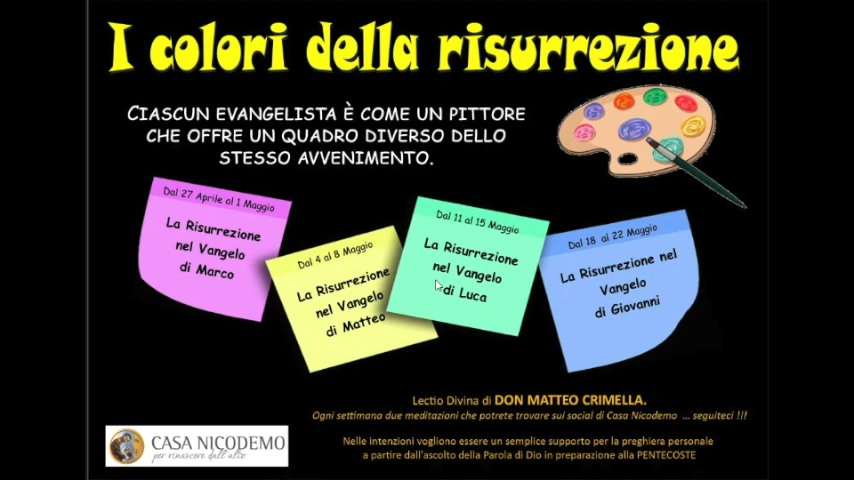 I colori della risurrezione
CIASCUN EVANGELISTA È COME UN PITTORE
CHE OFFRE UN QUADRO DIVERSO DELLO
STESSO AVVENIMENTO.
Dal 27 Aprile al 1 Maggio
La Risurrezione
nel Vangelo
di Marco
Dal 4 al 8 Maggio
La Risurrezione
nel Vangelo
di Matteo
Dal 11 al 15 Maggio
La Risurrezione
nel Vangelo
di Luca
Dal 18 al 22 Maggio
La Risurrezione nel
Vangelo
di Giovanni
Lectio Divina di DON MATTEO CRIMELLA.
Ogni settimana due meditazioni che potrete trovare sui social di Casa Nicodemo ... seguiteci !!!
Nelle intenzioni vogliono essere un semplice supporto per la preghiera personale
a partire dall'ascolto della Parola di Dio in preparazione alla PENTECOSTE
CASA NICODEMO
per rinascere dall'alto